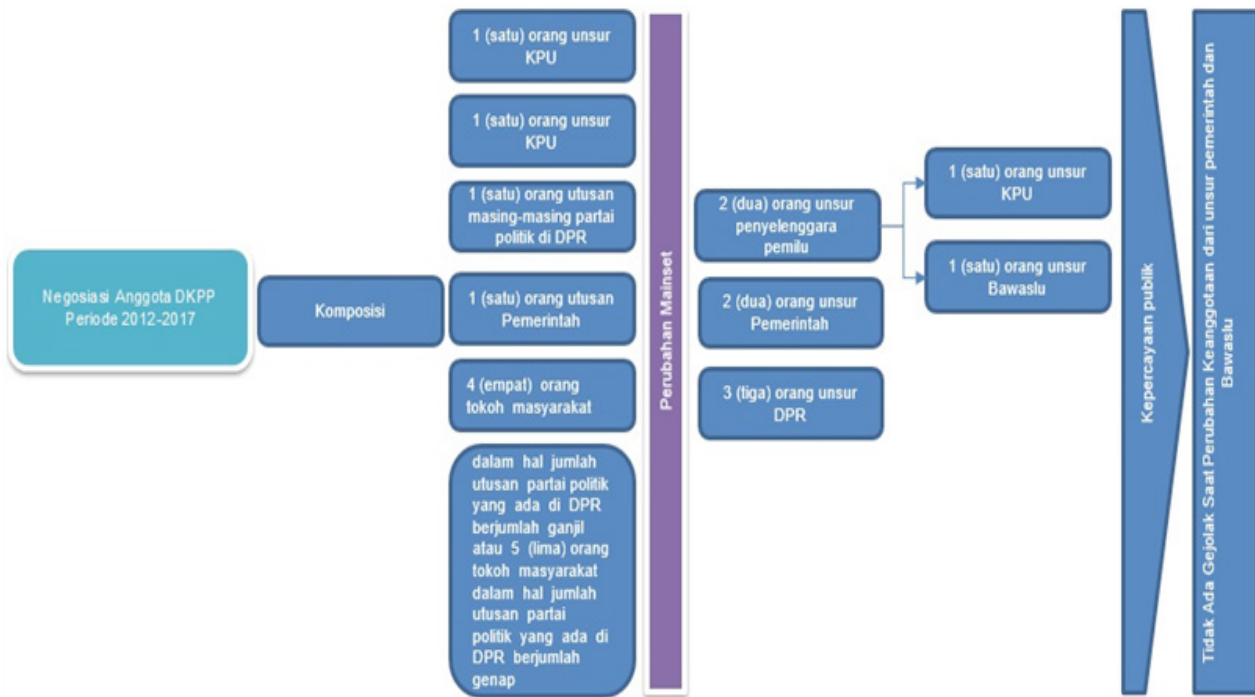 Negosiasi Anggota DKPP
Periode 2012-2017
Komposisi
1 (satu) orang unsur
KPU
1 (satu) orang unsur
KPU
1 (satu) orang utusan
masing-masing partai
politik di DPR
1 (satu) orang utusan
Pemerintah
4 (empat) orang
tokoh masyarakat
dalam hal jumlah
utusan partai politik
yang ada di DPR
berjumlah ganjil
atau 5 (lima) orang
tokoh masyarakat
dalam hal jumlah
utusan partai
politik yang ada di
DPR berjumlah
genap
Perubahan Mainset
2 (dua) orang unsur
penyelenggara
pemilu
2 (dua) orang unsur
Pemerintah
3 (tiga) orang unsur
DPR
1 (satu) orang unsur
KPU
1 (satu) orang unsur
Bawaslu
Kepercayaan publik
Tidak Ada Gejolak Saat Perubahan Keanggotaan dari unsur pemerintah dan
Bawaslu